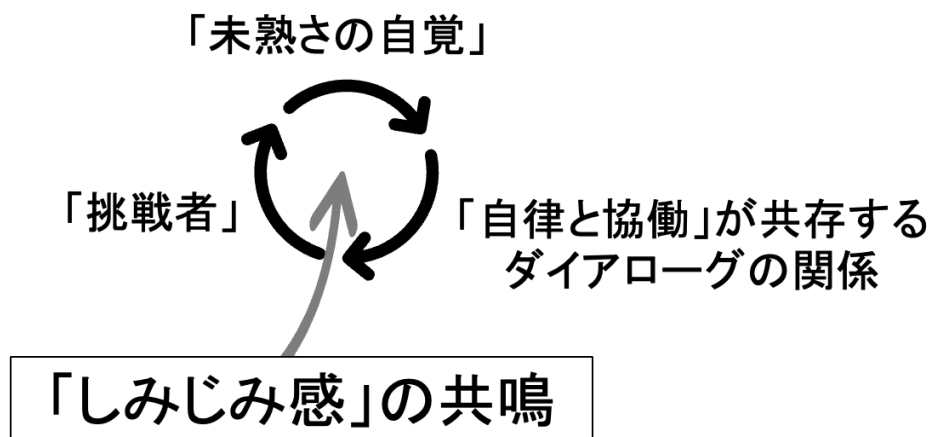 「未熟さの自覚」
「挑戦者」
「自律と協働」が共存する
ダイアローグの関係
「しみじみ感」の共鳴